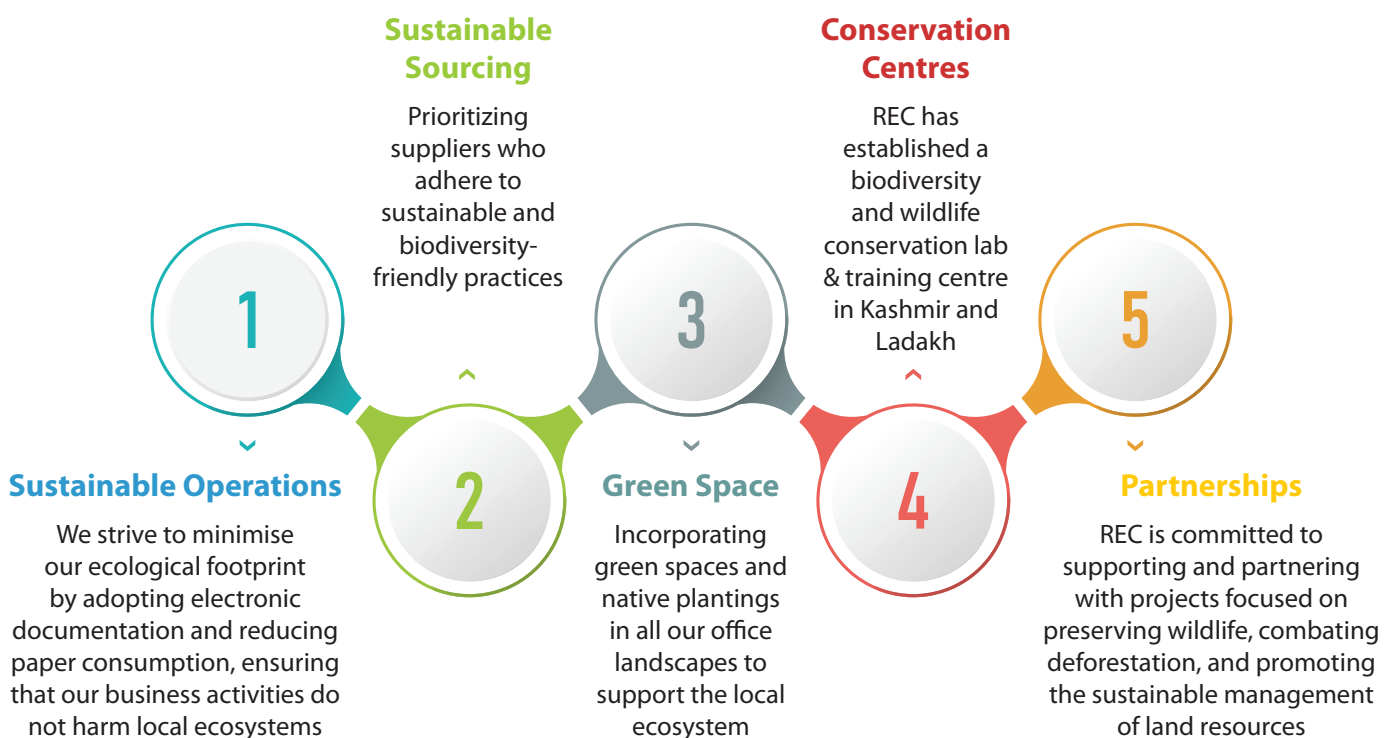 1
Sustainable Operations
We strive to minimise
our ecological footprint
by adopting electronic
documentation and reducing
paper consumption, ensuring
that our business activities do
not harm local ecosystems
Sustainable
Sourcing
Prioritizing
suppliers who
adhere to
sustainable and
biodiversity-
friendly practices
2
3
Green Space
Incorporating
green spaces and
native plantings
in all our office
landscapes to
support the local
ecosystem
Conservation
Centres
REC has
established a
biodiversity
and wildlife
conservation lab
& training centre
in Kashmir and
Ladakh
4
5
Partnerships
REC is committed to
supporting and partnering
with projects focused on
preserving wildlife, combating
deforestation, and promoting
the sustainable management
of land resources